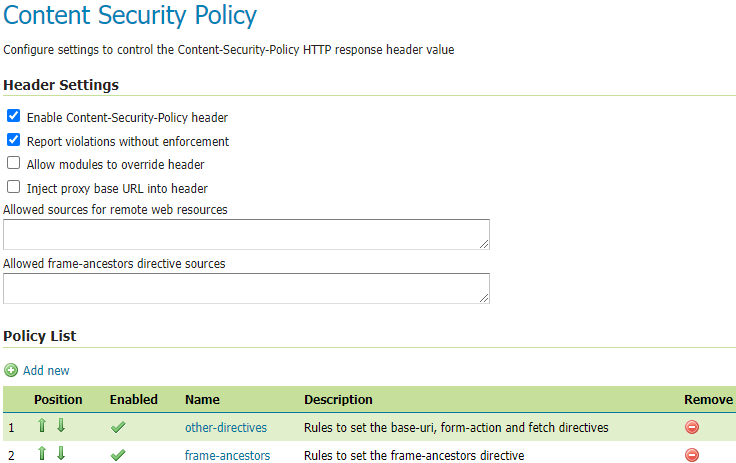 Content Security Policy
Configure settings to control the Content-Security-Policy HTTP response header value
Header Settings
Enable Content-Security-Policy header
Report violations without enforcement
Allow modules to override header
Inject proxy base URL into header
Allowed sources for remote web resources
Allowed frame-ancestors directive sources
Policy List
Add new
Position Enabled Name Description Remove
1 other-directives Rules to set the base-uri, form-action and fetch directives
2 frame-ancestors Rules to set the frame-ancestors directive